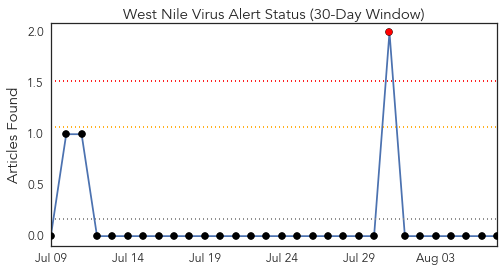 West Nile Virus Alert Status (30-Day Window)
Articles Found
2.0
1.5
1.0
0.5
0.0
Jul 09 Jul 14 Jul 19 Jul 24 Jul 29 Aug 03